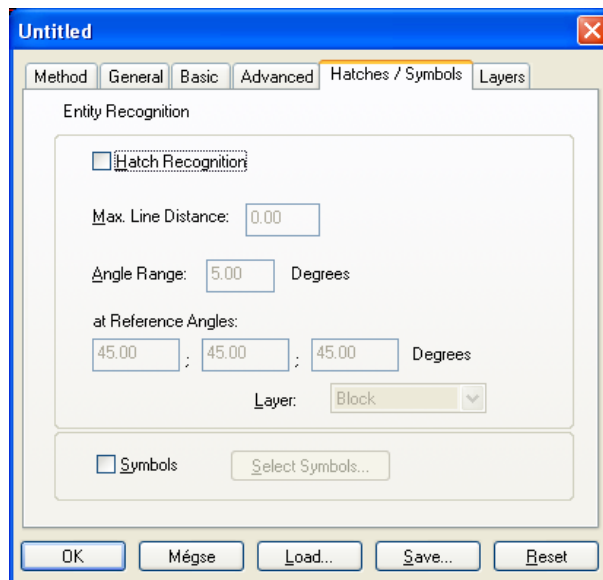 Untitled
Method General Basic Advanced Hatches / Symbols Layers
Entity Recognition
Hatch Recognition
Max. Line Distance: 0.00
Angle Range: 5.00 Degrees
at Reference Angles:
45.00 ; 45.00 ; 45.00 Degrees
Layer: Block
Symbols Select Symbols...
OK Mégse Load... Save... Reset